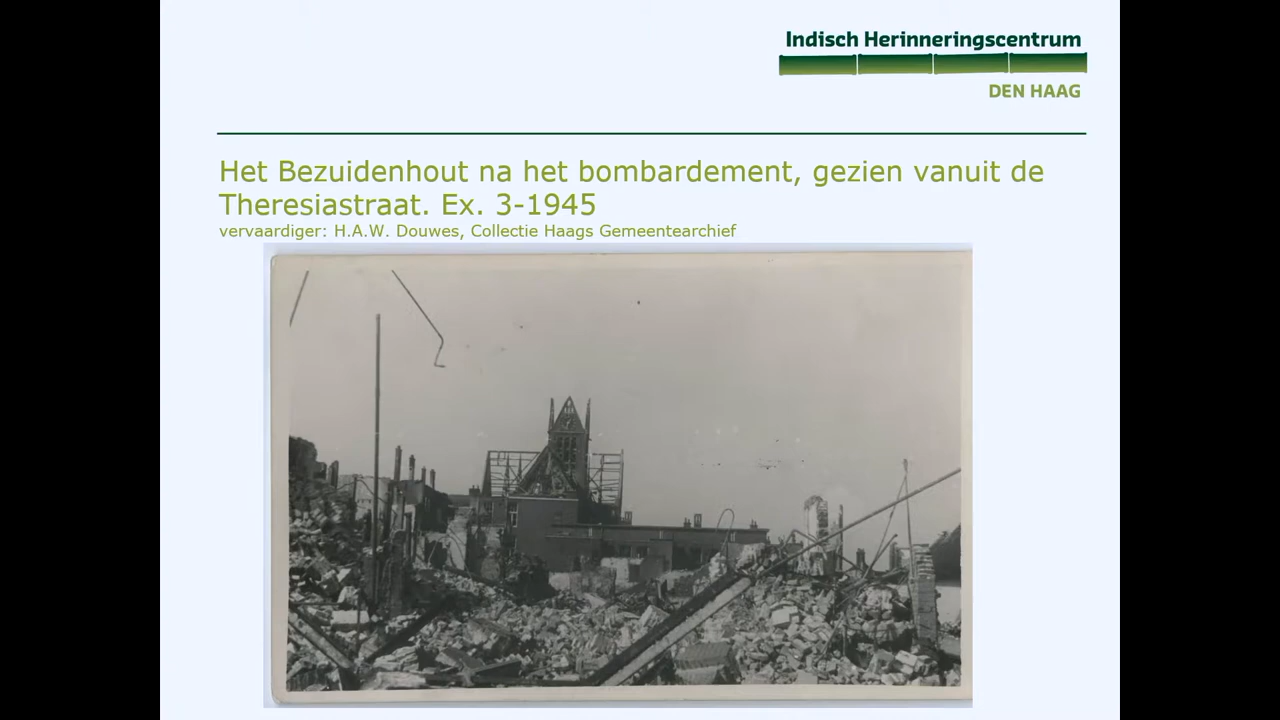 Indisch Herinneringscentrum
DEN HAAG
Het Bezuidenhout na het bombardement, gezien vanuit de
Theresiastraat. Ex. 3-1945
vervaardiger: H.A.W. Douwes, Collectie Haags Gemeentearchief